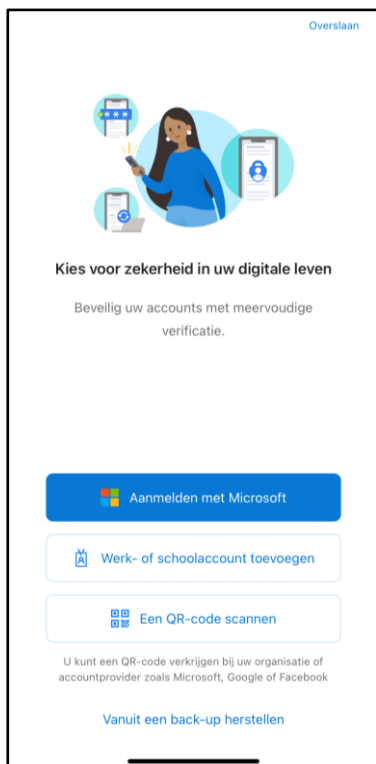 Overslaan
* * * *
Kies voor zekerheid in uw digitale leven
Beveilig uw accounts met meervoudige
verificatie.
Aanmelden met Microsoft
Werk- of schoolaccount toevoegen
Een QR-code scannen
U kunt een QR-code verkrijgen bij uw organisatie of
accountprovider zoals Microsoft, Google of Facebook
Vanuit een back-up herstellen